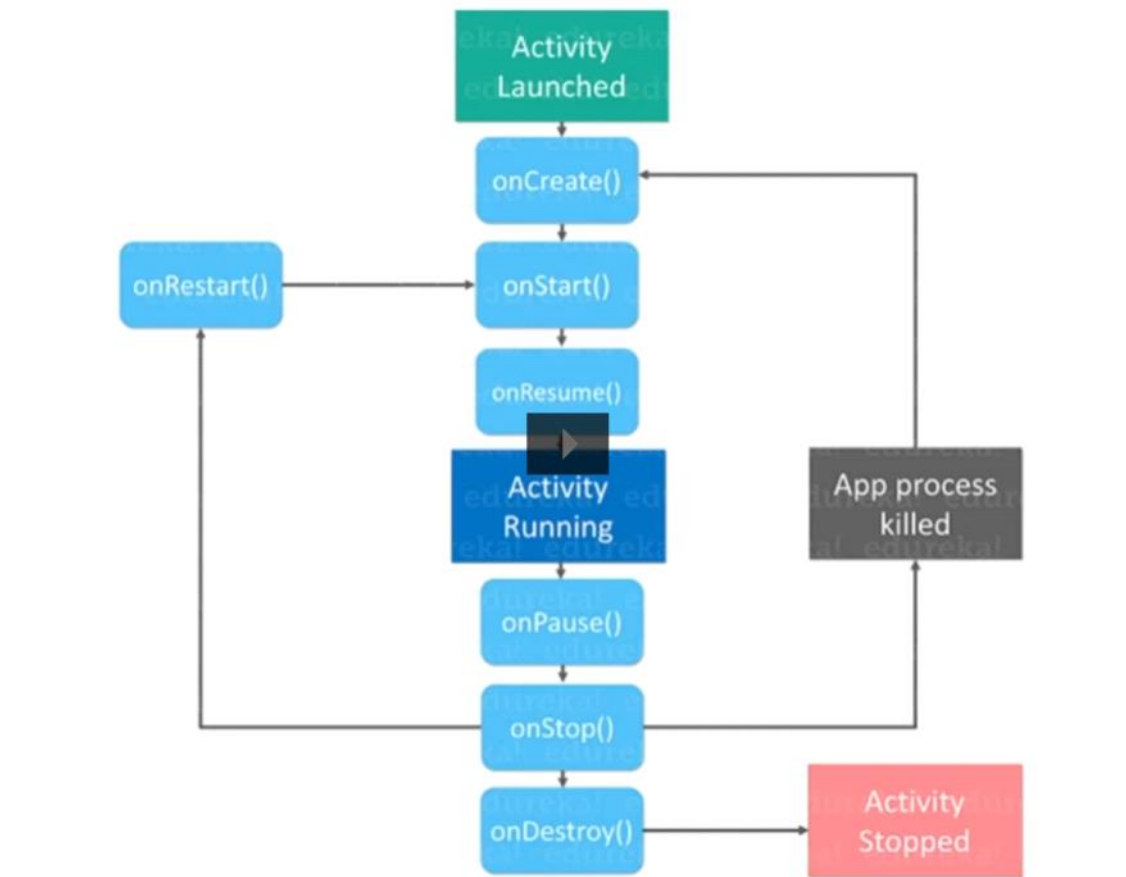 Activity
Launched
onCreate()
onRestart()
onStart()
onResume()
Activity
Running
App process
killed
onPause()
onStop()
onDestroy()
Activity
Stopped